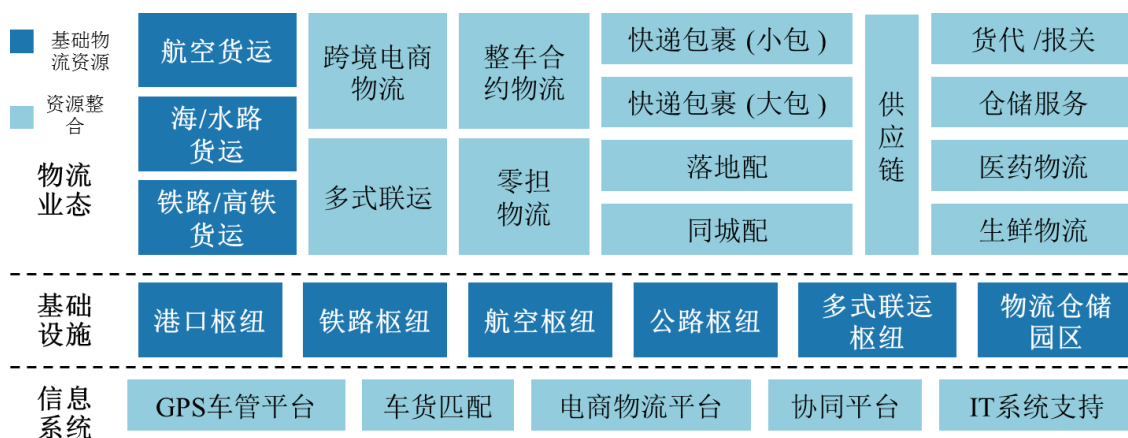 基础物
流资源
资源整
合
物流
业态
航空货运
海/水路
货运
铁路/高铁
货运
跨境电商
物流
多式联运
整车合
约物流
零担
物流
快递包裹 (小包 )
快递包裹 (大包 )
落地配
同城配
供
应
链
货代 /报关
仓储服务
医药物流
生鲜物流
基础
设施
港口枢纽
铁路枢纽
航空枢纽
公路枢纽
多式联运
枢纽
物流仓储
园区
信息
系统
GPS车管平台
车货匹配
电商物流平台
协同平台
IT系统支持